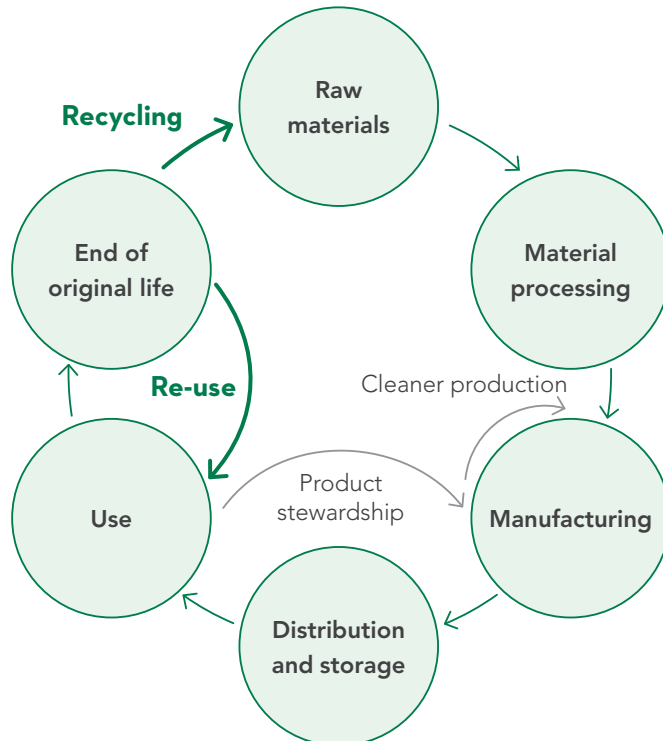 Raw
materials
Recycling
End of
original life
Material
processing
Re-use
Cleaner production
Use
Product
stewardship
Manufacturing
Distribution
and storage